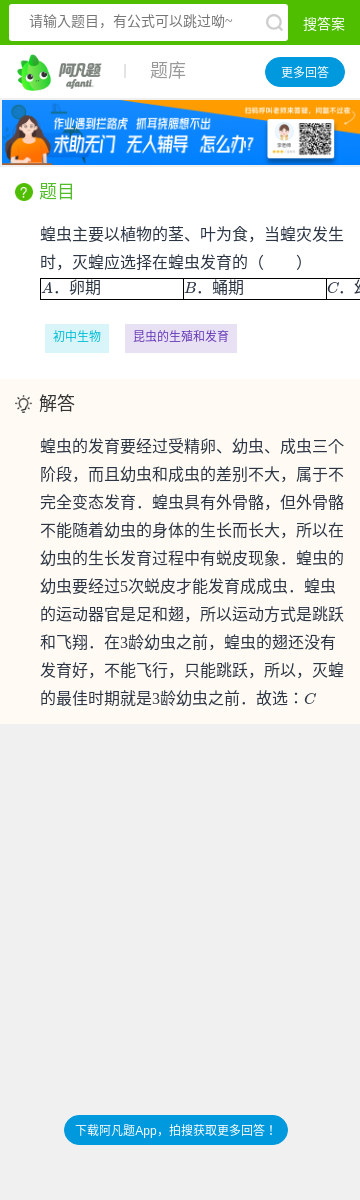 请输入题目，有公式可以跳过呦~
搜答案
阿凡题
afanti.
题库
更多回答
作业遇到拦路虎 抓耳挠腮想不出
求助无门 无人辅导 怎么办?
题目
蝗虫主要以植物的茎、叶为食，当蝗灾发生
时，灭蝗应选择在蝗虫发育的（　　）
A．卵期 B．蛹期 C．
初中生物 昆虫的生殖和发育
解答
蝗虫的发育要经过受精卵、幼虫、成虫三个
阶段，而且幼虫和成虫的差别不大，属于不
完全变态发育．蝗虫具有外骨骼，但外骨骼
不能随着幼虫的身体的生长而长大，所以在
幼虫的生长发育过程中有蜕皮现象．蝗虫的
幼虫要经过5次蜕皮才能发育成成虫．蝗虫
的运动器官是足和翅，所以运动方式是跳跃
和飞翔．在3龄幼虫之前，蝗虫的翅还没有
发育好，不能飞行，只能跳跃，所以，灭蝗
的最佳时期就是3龄幼虫之前．故选：C
下载阿凡题App，拍搜获取更多回答！